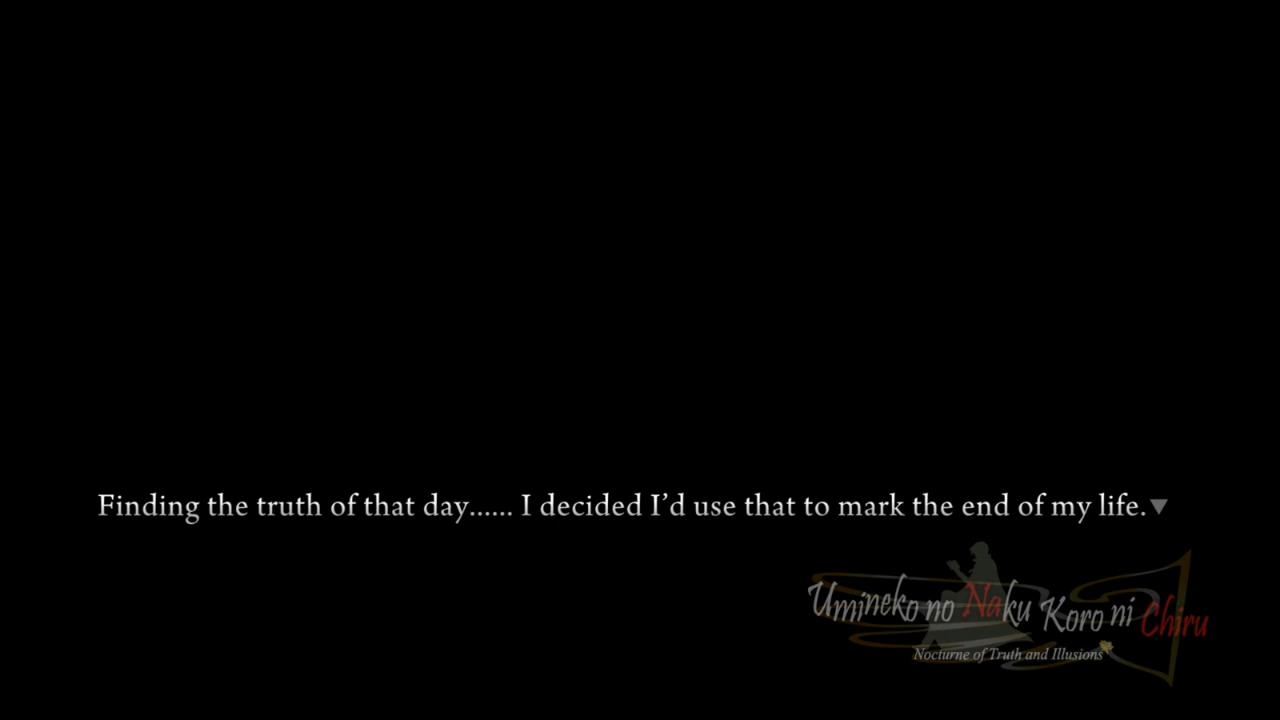 Finding the truth of that day...... I decided I’d use that to mark the end of my life.
Umineko no Naku Koro ni Chiru
Nocturne of Truth and Illusions